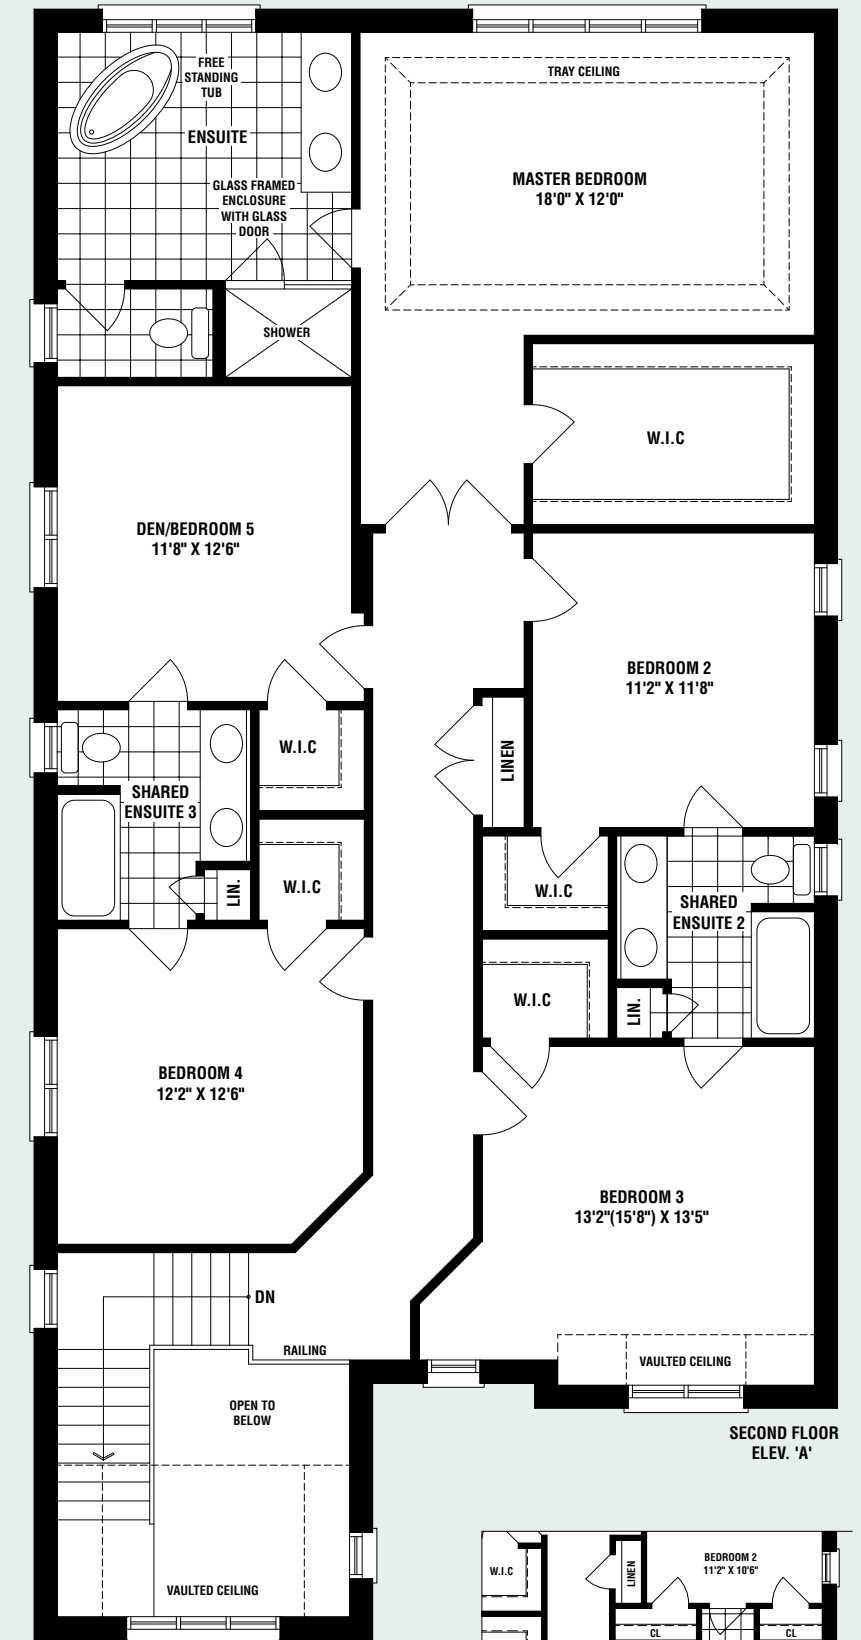 FREE
STANDING
TUB
ENSUITE
GLASS FRAMED
ENCLOSURE
WITH GLASS
DOOR
TRAY CEILING
MASTER BEDROOM
18'0" X 12'0"
SHOWER
W.I.C
DEN/BEDROOM 5
11'8" X 12'6"
BEDROOM 2
11'2" X 11'8"
W.I.C
LINEN
SHARED
ENSUITE 3
W.I.C
LIN.
W.I.C
SHARED
ENSUITE 2
W.I.C
LIN.
BEDROOM 4
12'2" X 12'6"
BEDROOM 3
13'2"(15'8") X 13'5"
DN
RAILING
VAULTED CEILING
OPEN TO
BELOW
SECOND FLOOR
ELEV. 'A'
VAULTED CEILING
W.I.C
LINEN
BEDROOM 2
11'2" X 10'6"
CL
CL